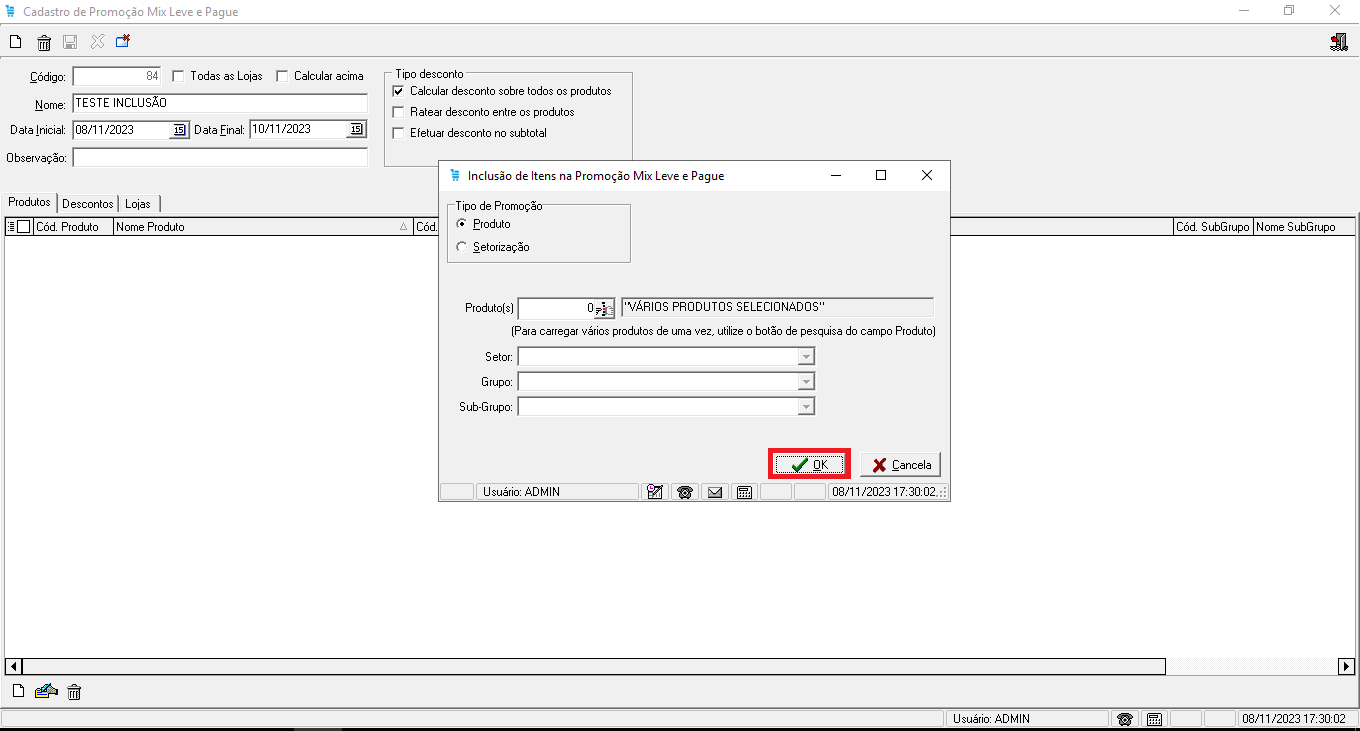 Cadastro de Promoção Mix Leve e Pague
Código: 84 Todas as Lojas Calcular acima
Nome: TESTE INCLUSÃO
Data Inicial: 08/11/2023 15 Data Final: 10/11/2023 15
Observação:
Tipo desconto
Calcular desconto sobre todos os produtos
Ratear desconto entre os produtos
Efetuar desconto no subtotal
Produtos Descontos Lojas
Cód. Produto Nome Produto Cód. Cód. SubGrupo Nome SubGrupo
Inclusão de Itens na Promoção Mix Leve e Pague
Tipo de Promoção
Produto
Setorização
Produto(s) 0 "VÁRIOS PRODUTOS SELECIONADOS"
(Para carregar vários produtos de uma vez, utilize o botão de pesquisa do campo Produto)
Setor:
Grupo:
Sub-Grupo:
OK Cancela
Usuário: ADMIN 08/11/2023 17:30:02
Usuário: ADMIN 08/11/2023 17:30:02